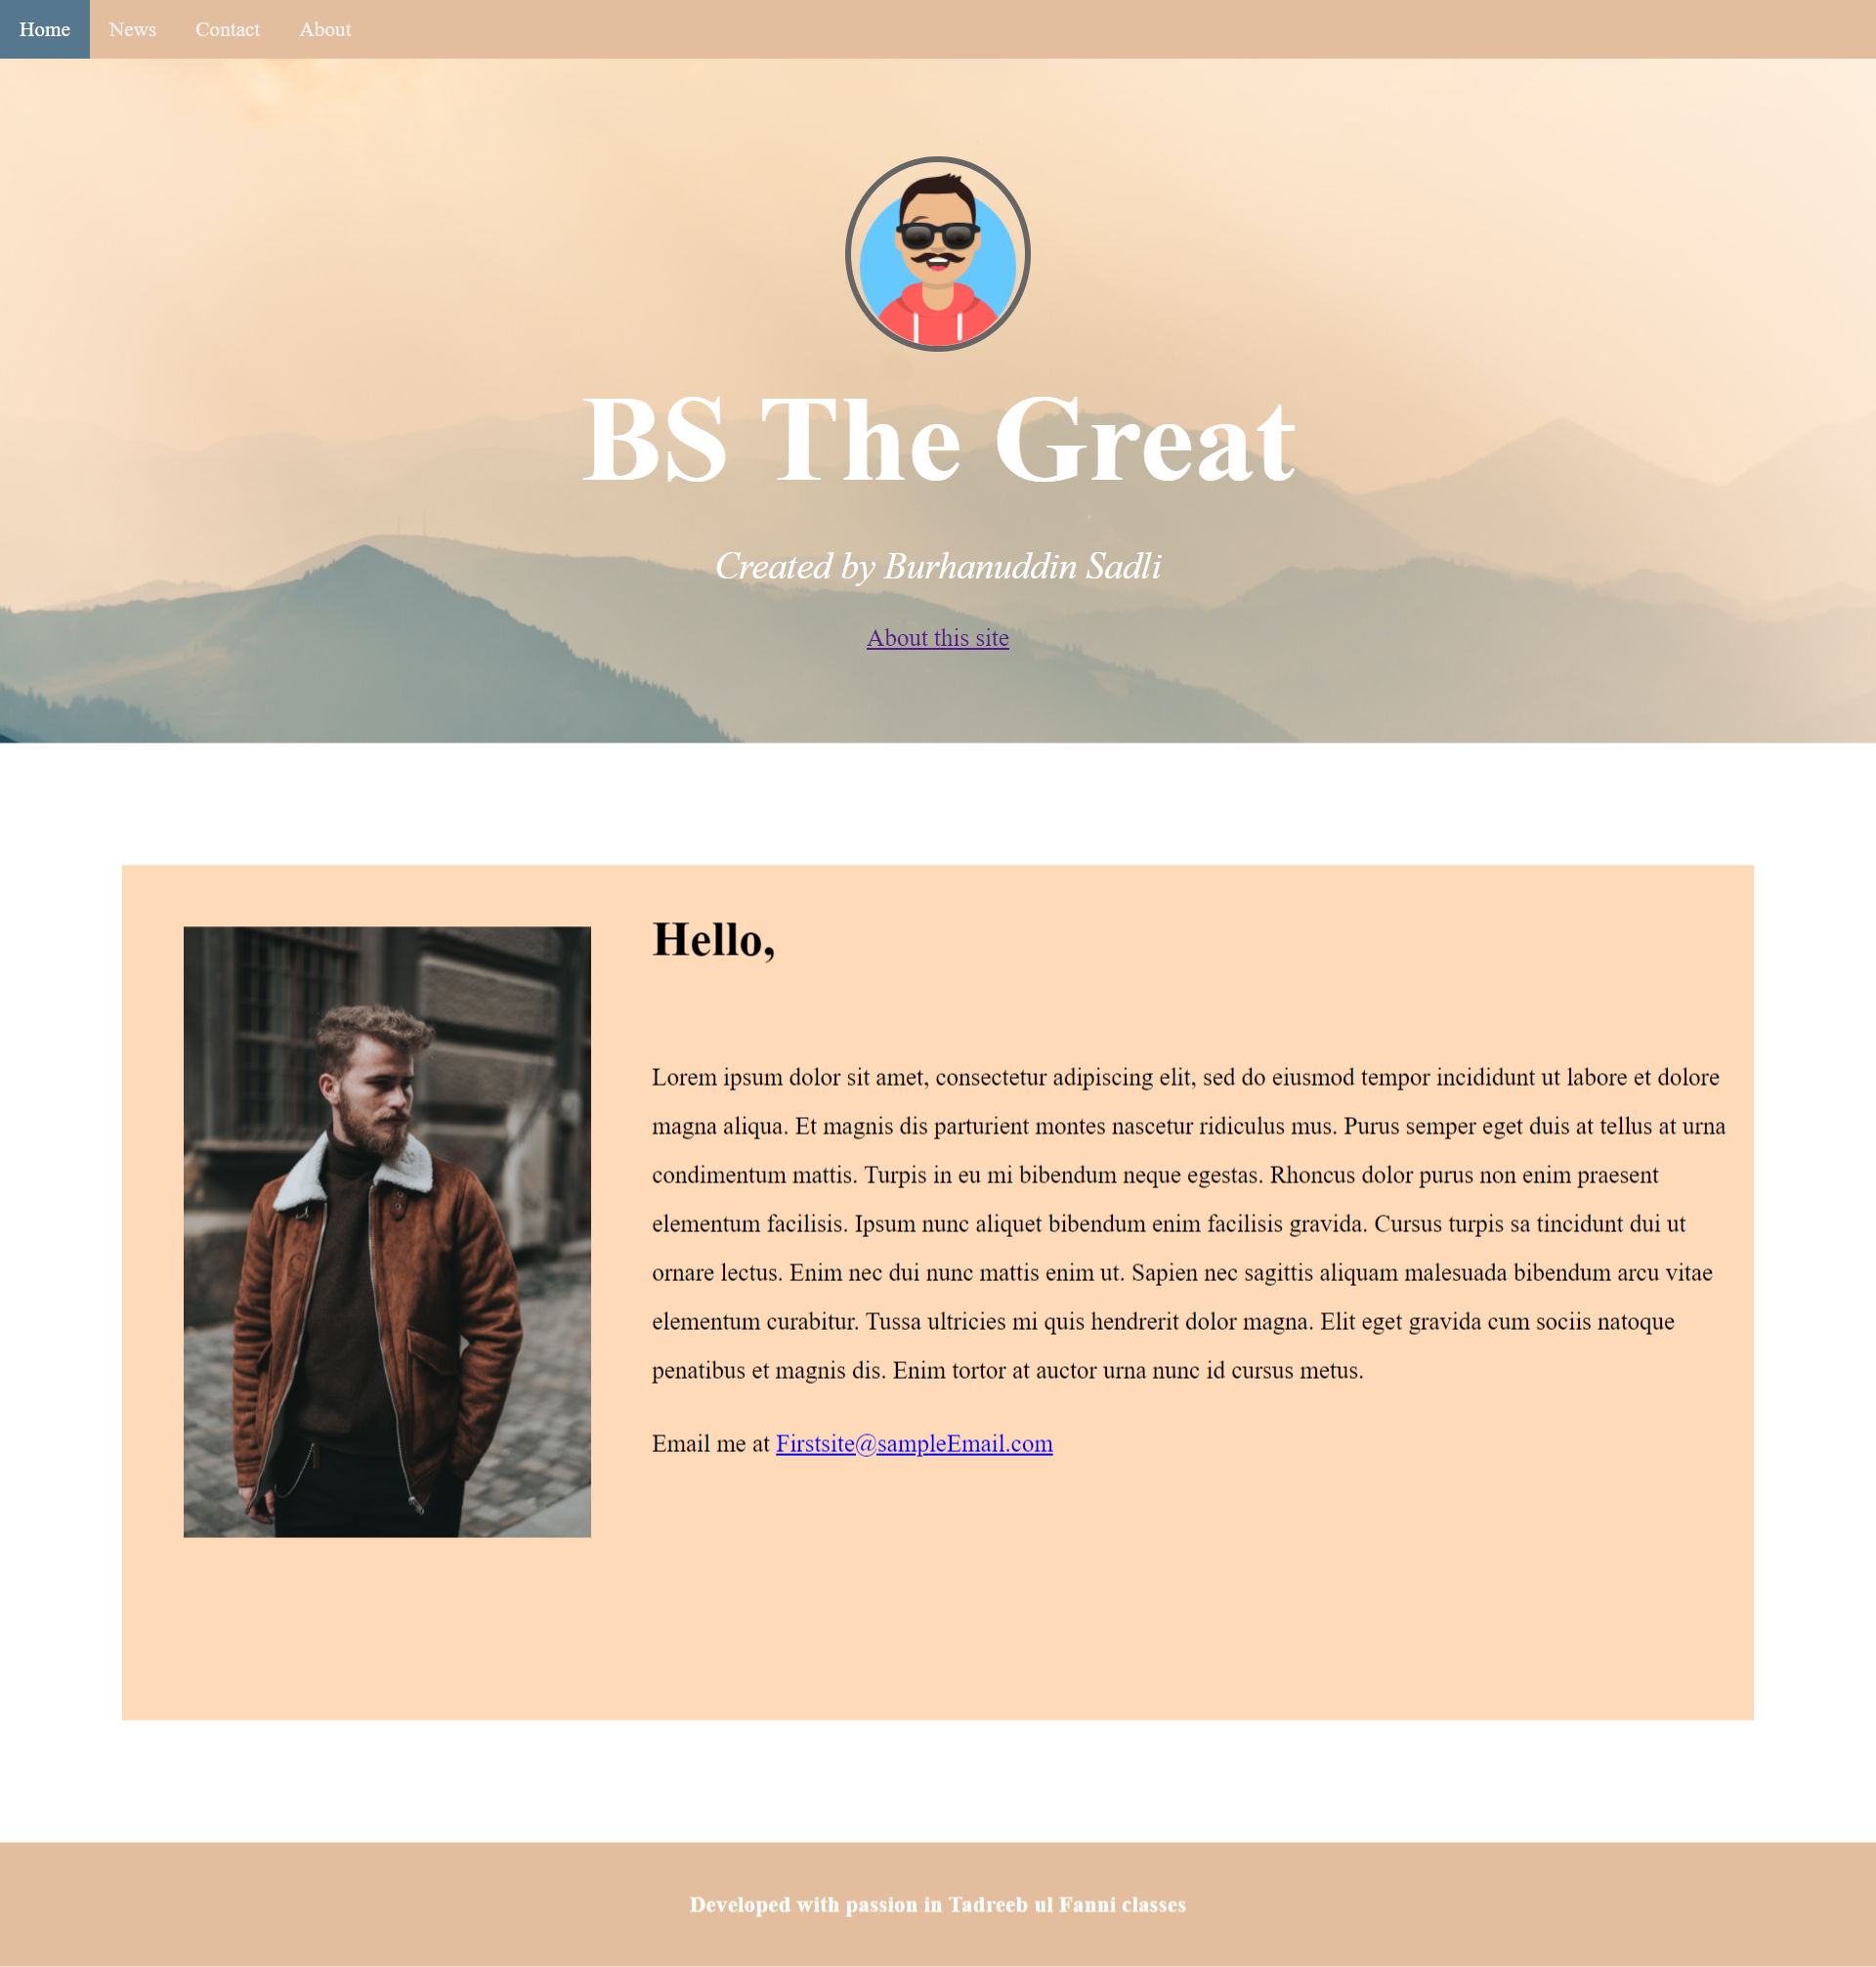 Home News Contact About
BS The Great
Created by Burhanuddin Sadli
About this site
Hello,
Lorem ipsum dolor sit amet, consectetur adipiscing elit, sed do eiusmod tempor incididunt ut labore et dolore
magna aliqua. Et magnis dis parturient montes nascetur ridiculus mus. Purus semper eget duis at tellus at urna
condimentum mattis. Turpis in eu mi bibendum neque egestas. Rhoncus dolor purus non enim praesent
elementum facilisis. Ipsum nunc aliquet bibendum enim facilisis gravida. Cursus turpis sa tincidunt dui ut
ornare lectus. Enim nec dui nunc mattis enim ut. Sapien nec sagittis aliquam malesuada bibendum arcu vitae
elementum curabitur. Tussa ultricies mi quis hendrerit dolor magna. Elit eget gravida cum sociis natoque
penatibus et magnis dis. Enim tortor at auctor urna nunc id cursus metus.
Email me at Firstsite@sampleEmail.com
Developed with passion in Tadreeb ul Fanni classes